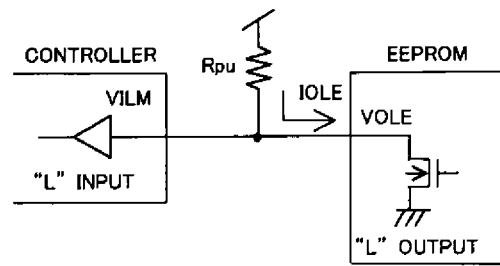 CONTROLLER
EEPROM
Rpu
IOLE
VILM
VOLE
“L” INPUT
“L” OUTPUT